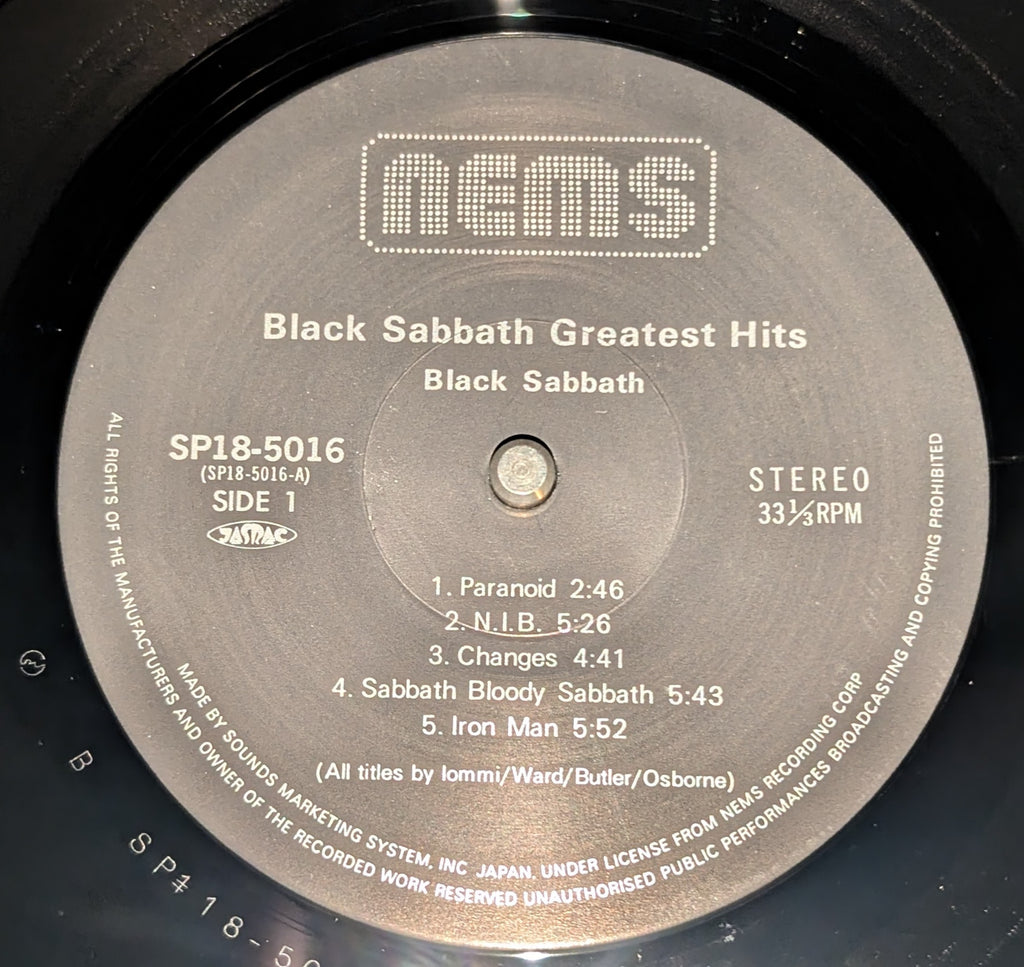 NEMS
Black Sabbath Greatest Hits
Black Sabbath
SP18-5016
(SP18-5016-A)
SIDE 1
JASRAC
STEREO
33⅓RPM
1. Paranoid 2:46
2. N.I.B. 5:26
3. Changes 4:41
4. Sabbath Bloody Sabbath 5:43
5. Iron Man 5:52
(All titles by Iommi/Ward/Butler/Osborne)
MADE BY SOUNDS MARKETING SYSTEM, INC JAPAN, UNDER LICENSE FROM NEMS RECORDING CORP
ALL RIGHTS OF THE MANUFACTURERS AND OWNER OF THE RECORDED WORK RESERVED UNAUTHORISED PUBLIC PERFORMANCES BROADCASTING AND COPYING PROHIBITED
B SP 18-50